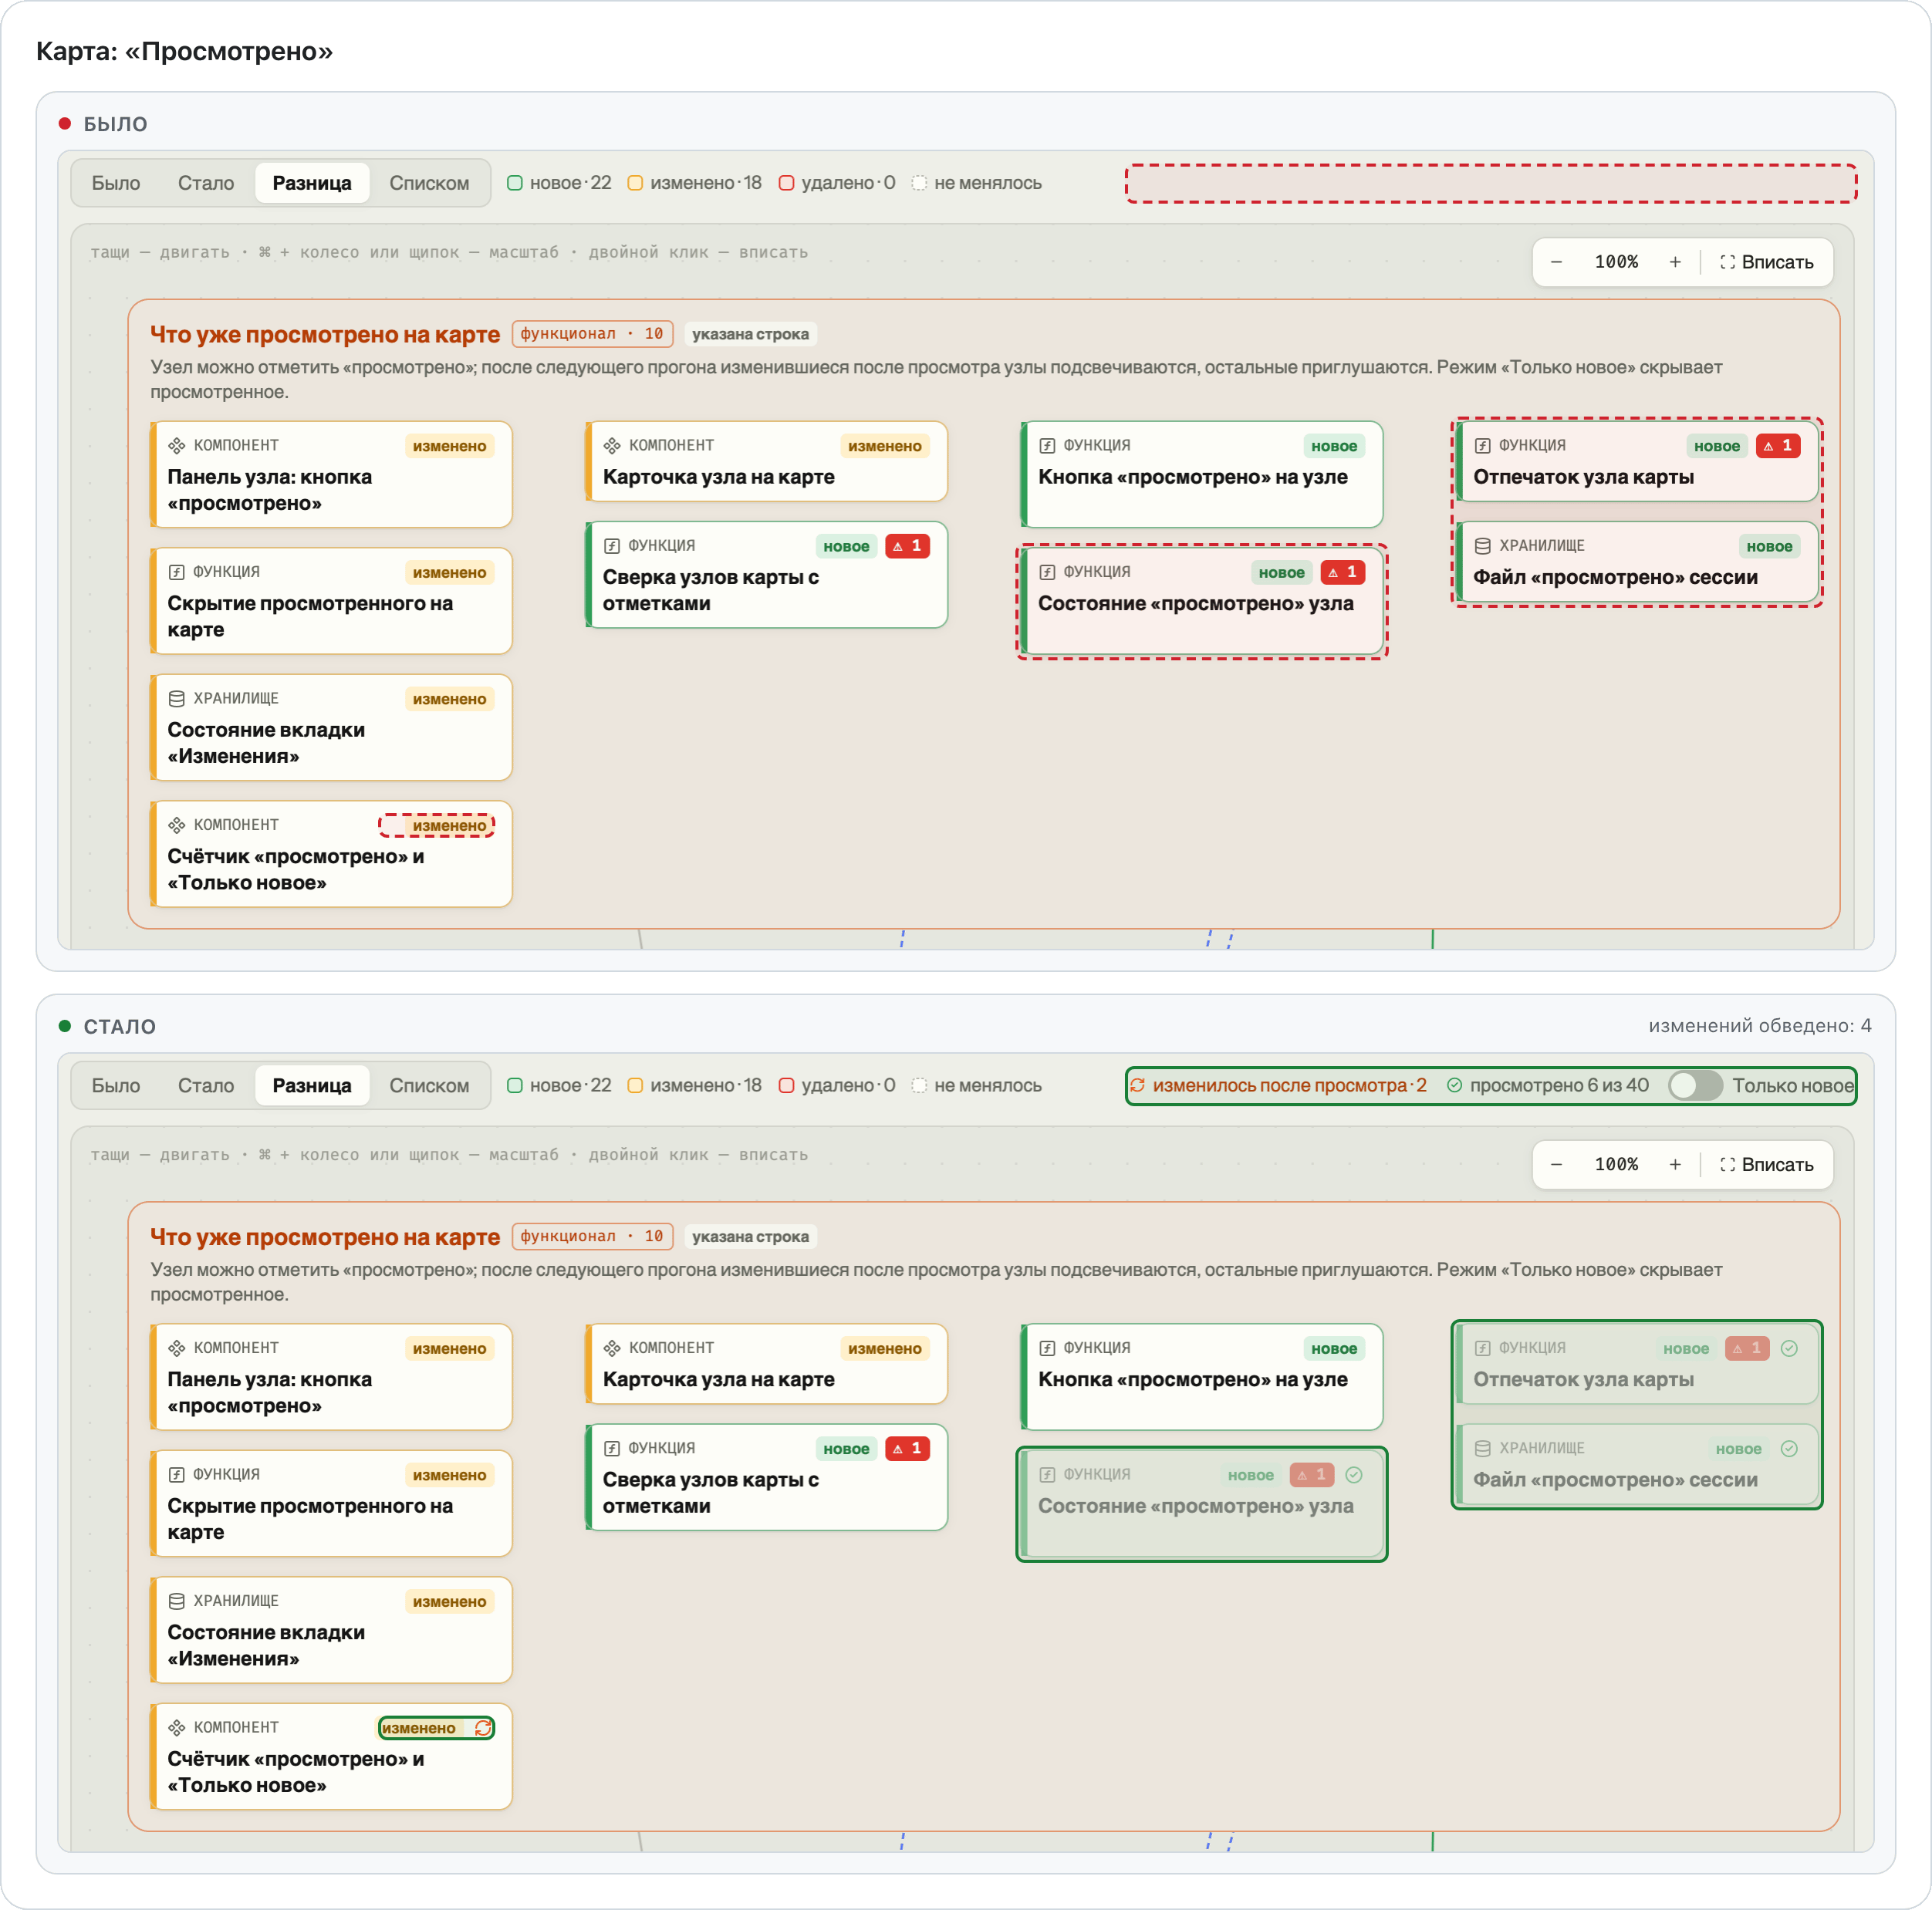 Карта: «Просмотрено»
БЫЛО
Было Стало Разница Списком новое·22 изменено·18 удалено·0 не менялось
тащи — двигать · ⌘ + колесо или щипок — масштаб · двойной клик — вписать
− 100% + Вписать
Что уже просмотрено на карте функционал · 10 указана строка
Узел можно отметить «просмотрено»; после следующего прогона изменившиеся после просмотра узлы подсвечиваются, остальные приглушаются. Режим «Только новое» скрывает
просмотренное.
КОМПОНЕНТ изменено
Панель узла: кнопка
«просмотрено»
ФУНКЦИЯ изменено
Скрытие просмотренного на
карте
ХРАНИЛИЩЕ изменено
Состояние вкладки
«Изменения»
КОМПОНЕНТ изменено
Счётчик «просмотрено» и
«Только новое»
КОМПОНЕНТ изменено
Карточка узла на карте
ФУНКЦИЯ новое ⚠ 1
Сверка узлов карты с
отметками
ФУНКЦИЯ новое
Кнопка «просмотрено» на узле
ФУНКЦИЯ новое ⚠ 1
Состояние «просмотрено» узла
ФУНКЦИЯ новое ⚠ 1
Отпечаток узла карты
ХРАНИЛИЩЕ новое
Файл «просмотрено» сессии
СТАЛО
изменений обведено: 4
Было Стало Разница Списком новое·22 изменено·18 удалено·0 не менялось
изменилось после просмотра·2 просмотрено 6 из 40 Только новое
тащи — двигать · ⌘ + колесо или щипок — масштаб · двойной клик — вписать
− 100% + Вписать
Что уже просмотрено на карте функционал · 10 указана строка
Узел можно отметить «просмотрено»; после следующего прогона изменившиеся после просмотра узлы подсвечиваются, остальные приглушаются. Режим «Только новое» скрывает
просмотренное.
КОМПОНЕНТ изменено
Панель узла: кнопка
«просмотрено»
ФУНКЦИЯ изменено
Скрытие просмотренного на
карте
ХРАНИЛИЩЕ изменено
Состояние вкладки
«Изменения»
КОМПОНЕНТ изменено
Счётчик «просмотрено» и
«Только новое»
КОМПОНЕНТ изменено
Карточка узла на карте
ФУНКЦИЯ новое ⚠ 1
Сверка узлов карты с
отметками
ФУНКЦИЯ новое
Кнопка «просмотрено» на узле
ФУНКЦИЯ новое ⚠ 1
Состояние «просмотрено» узла
ФУНКЦИЯ новое ⚠ 1
Отпечаток узла карты
ХРАНИЛИЩЕ новое
Файл «просмотрено» сессии